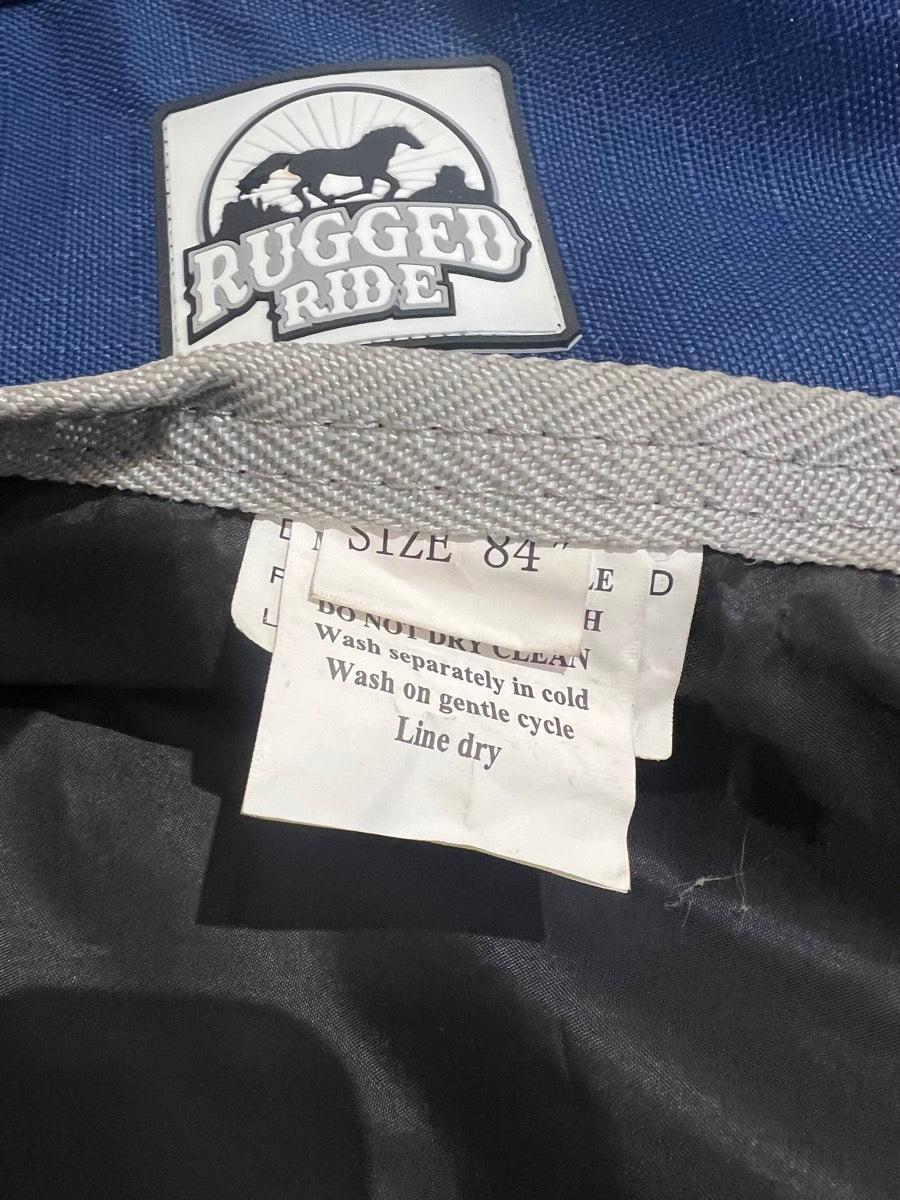 RUGGED
RIDE
SIZE 84"
DO NOT DRY CLEAN
Wash separately in cold
Wash on gentle cycle
Line dry